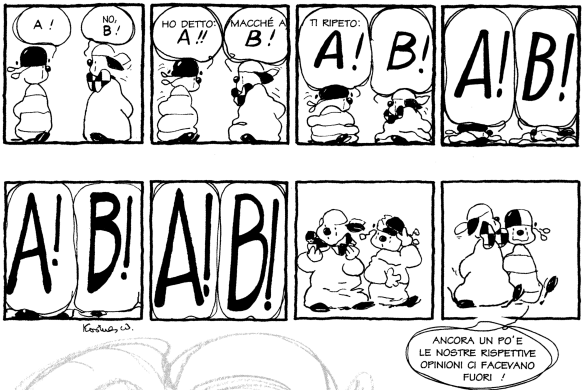 A !
NO,
B !
HO DETTO:
A !!
MACCHÉ A
B !
TI RIPETO:
A !
B !
A!
B!
A!
B!
A!
B!
ANCORA UN PO' E
LE NOSTRE RISPETTIVE
OPINIONI CI FACEVANO
FUORI !